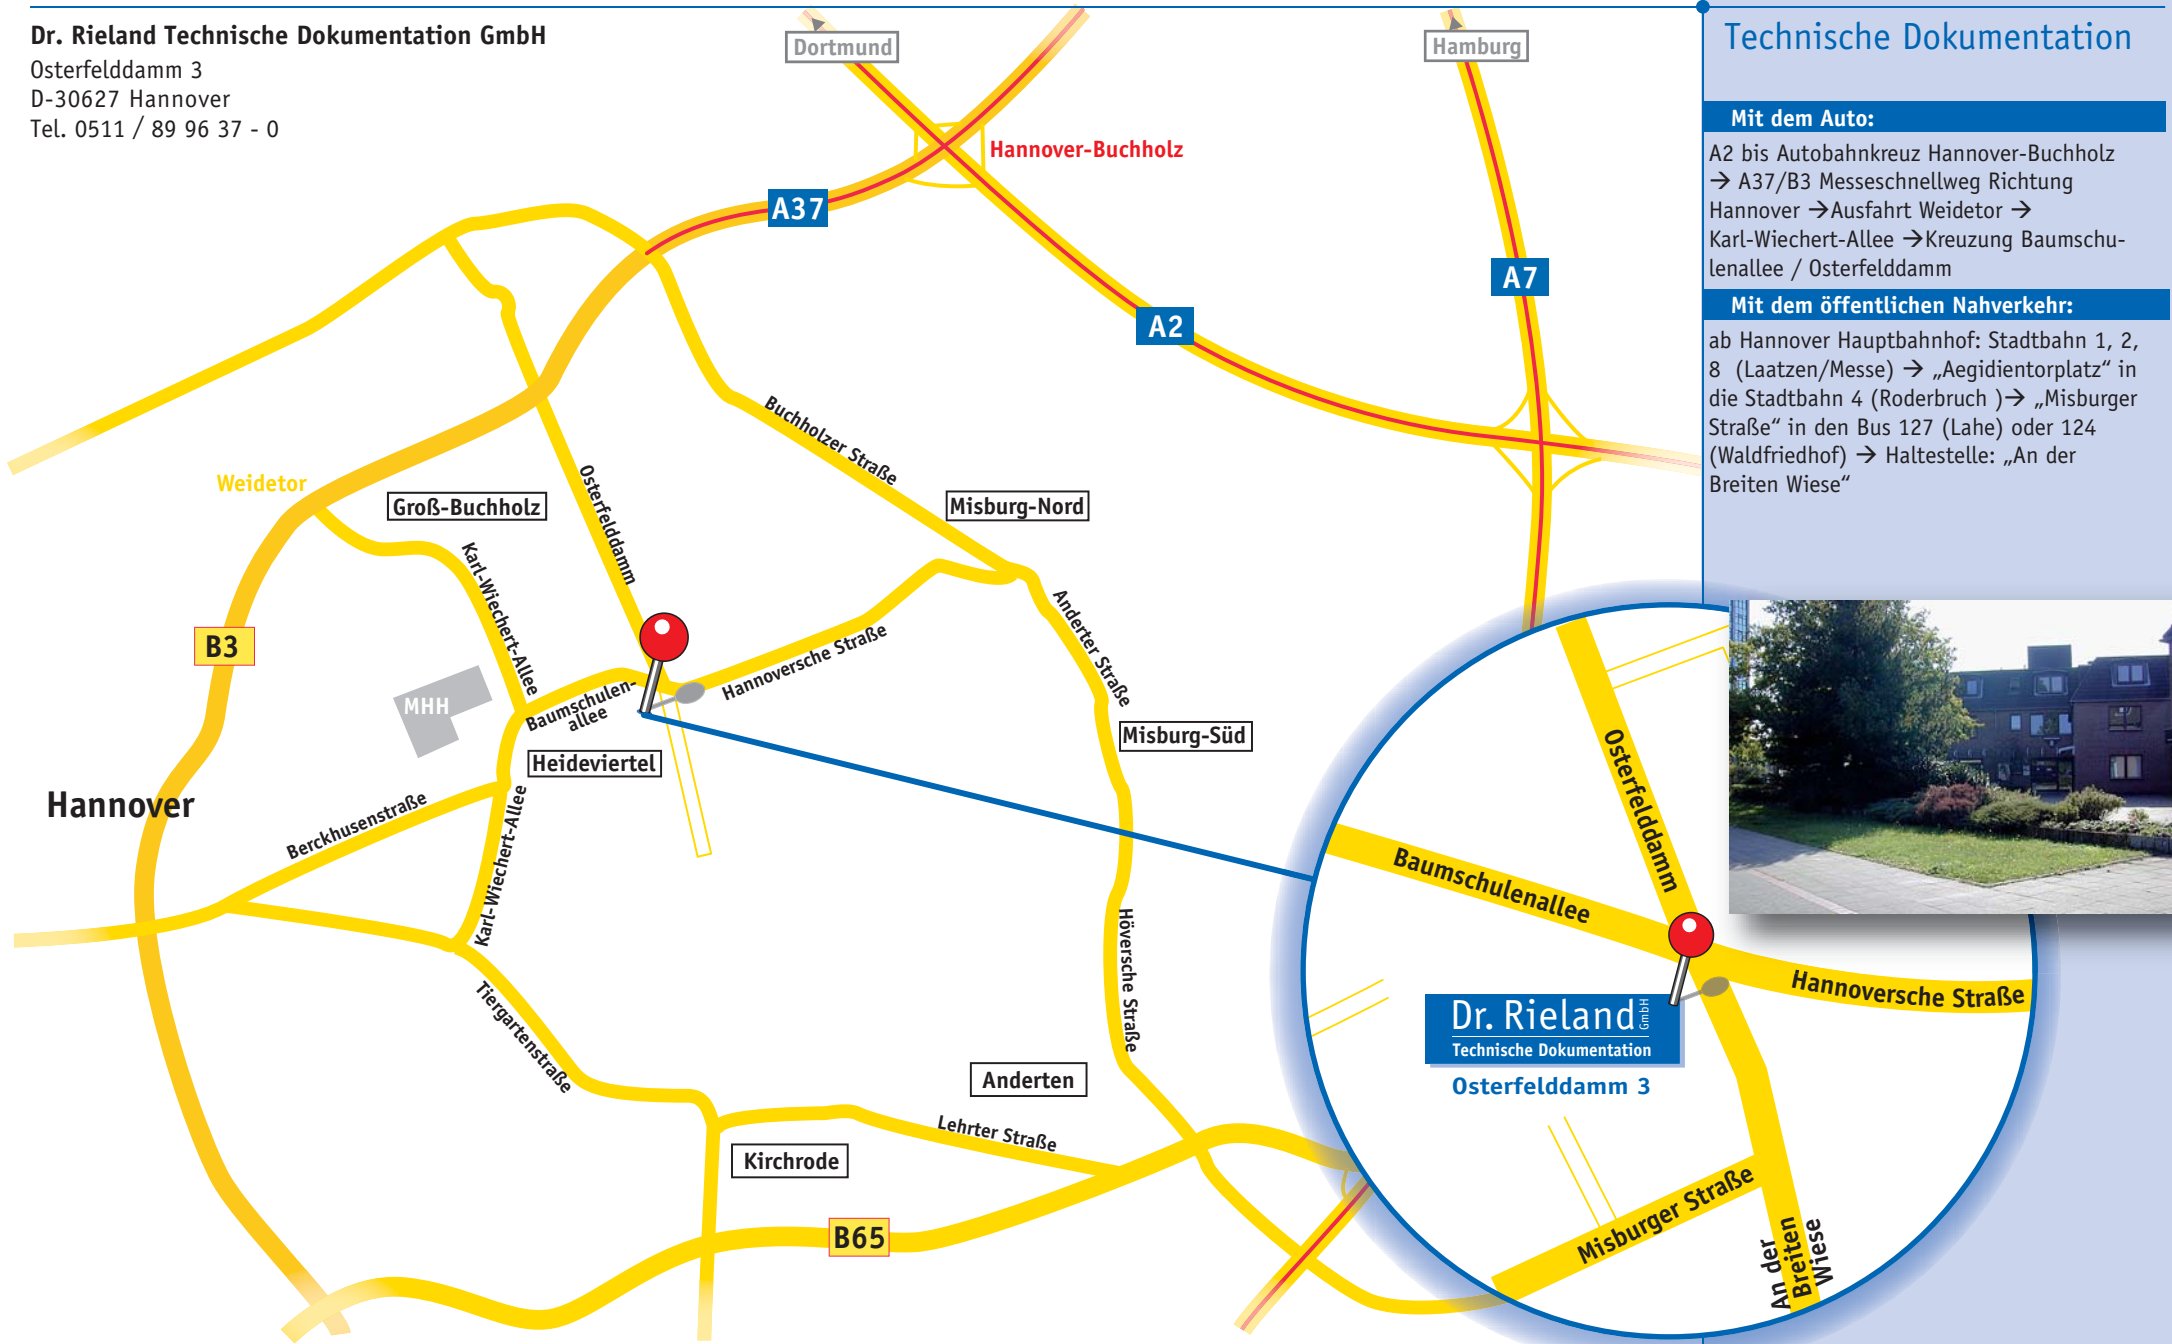 Dr. Rieland Technische Dokumentation GmbH
Osterfelddamm 3
D-30627 Hannover
Tel. 0511 / 89 96 37 - 0
Dortmund
Hamburg
Hannover-Buchholz
A37
A7
A2
Buchholzer Straße
Osterfelddamm
Weidetor
Groß-Buchholz
Misburg-Nord
Karl-Wiechert-Allee
Anderter Straße
B3
Hannoversche Straße
MHH
Baumschulen-
allee
Misburg-Süd
Heideviertel
Hannover
Berckhusenstraße
Karl-Wiechert-Allee
Höversche Straße
Tiergartenstraße
Anderten
Lehrter Straße
Kirchrode
B65
Technische Dokumentation
Mit dem Auto:
A2 bis Autobahnkreuz Hannover-Buchholz
→ A37/B3 Messeschnellweg Richtung
Hannover →Ausfahrt Weidetor →
Karl-Wiechert-Allee →Kreuzung Baumschu-
lenallee / Osterfelddamm
Mit dem öffentlichen Nahverkehr:
ab Hannover Hauptbahnhof: Stadtbahn 1, 2,
8 (Laatzen/Messe) → „Aegidientorplatz“ in
die Stadtbahn 4 (Roderbruch )→ „Misburger
Straße“ in den Bus 127 (Lahe) oder 124
(Waldfriedhof) → Haltestelle: „An der
Breiten Wiese“
Osterfelddamm
Baumschulenallee
Hannoversche Straße
Dr. Rieland GmbH
Technische Dokumentation
Osterfelddamm 3
Misburger Straße
An der
Breiten
Wiese